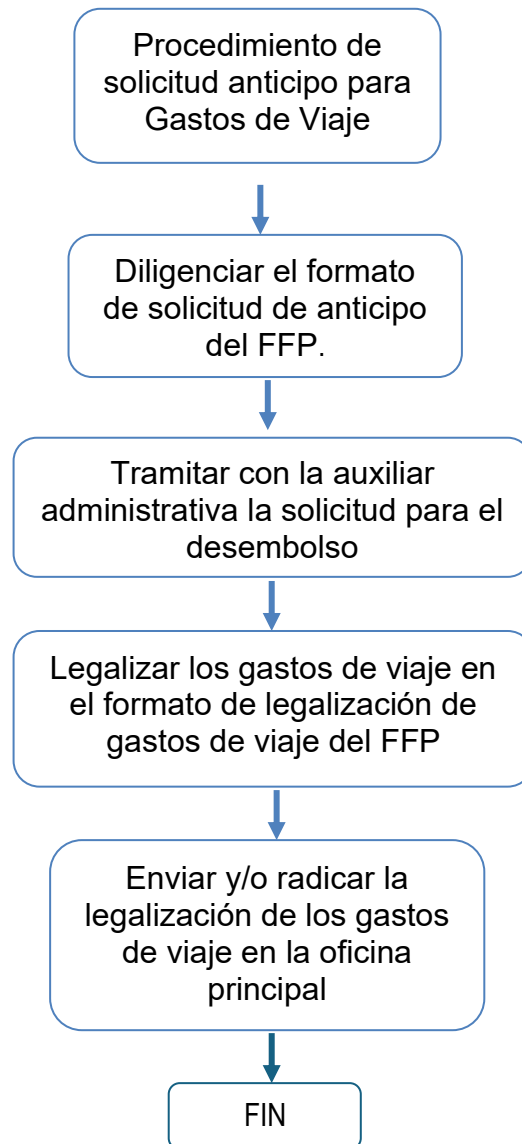 Procedimiento de
solicitud anticipo para
Gastos de Viaje
Diligenciar el formato
de solicitud de anticipo
del FFP.
Tramitar con la auxiliar
administrativa la solicitud para el
desembolso
Legalizar los gastos de viaje en
el formato de legalización de
gastos de viaje del FFP
Enviar y/o radicar la
legalización de los gastos
de viaje en la oficina
principal
FIN